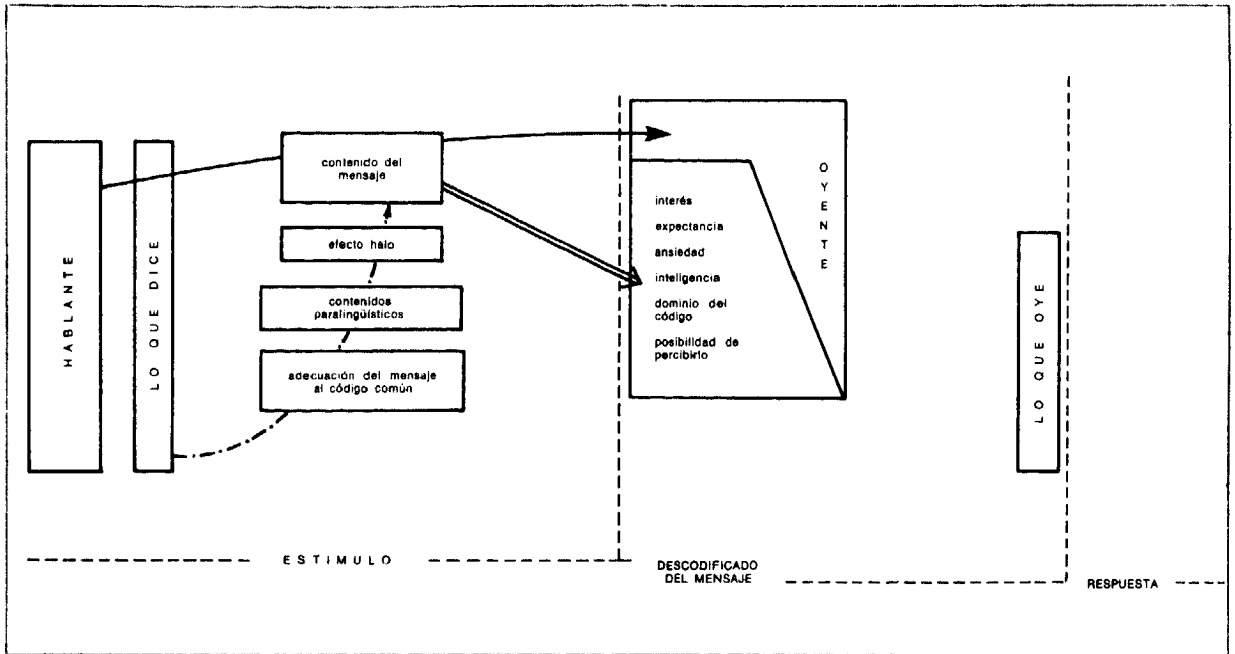 HABLANTE
LO QUE DICE
contenido del
mensaje
efecto halo
contenidos
paralingüísticos
adecuación del mensaje
al código común
OYENTE
interés
expectancia
ansiedad
inteligencia
dominio del
código
posibilidad de
percibirlo
LO QUE OYE
ESTIMULO
DESCODIFICADO
DEL MENSAJE
RESPUESTA